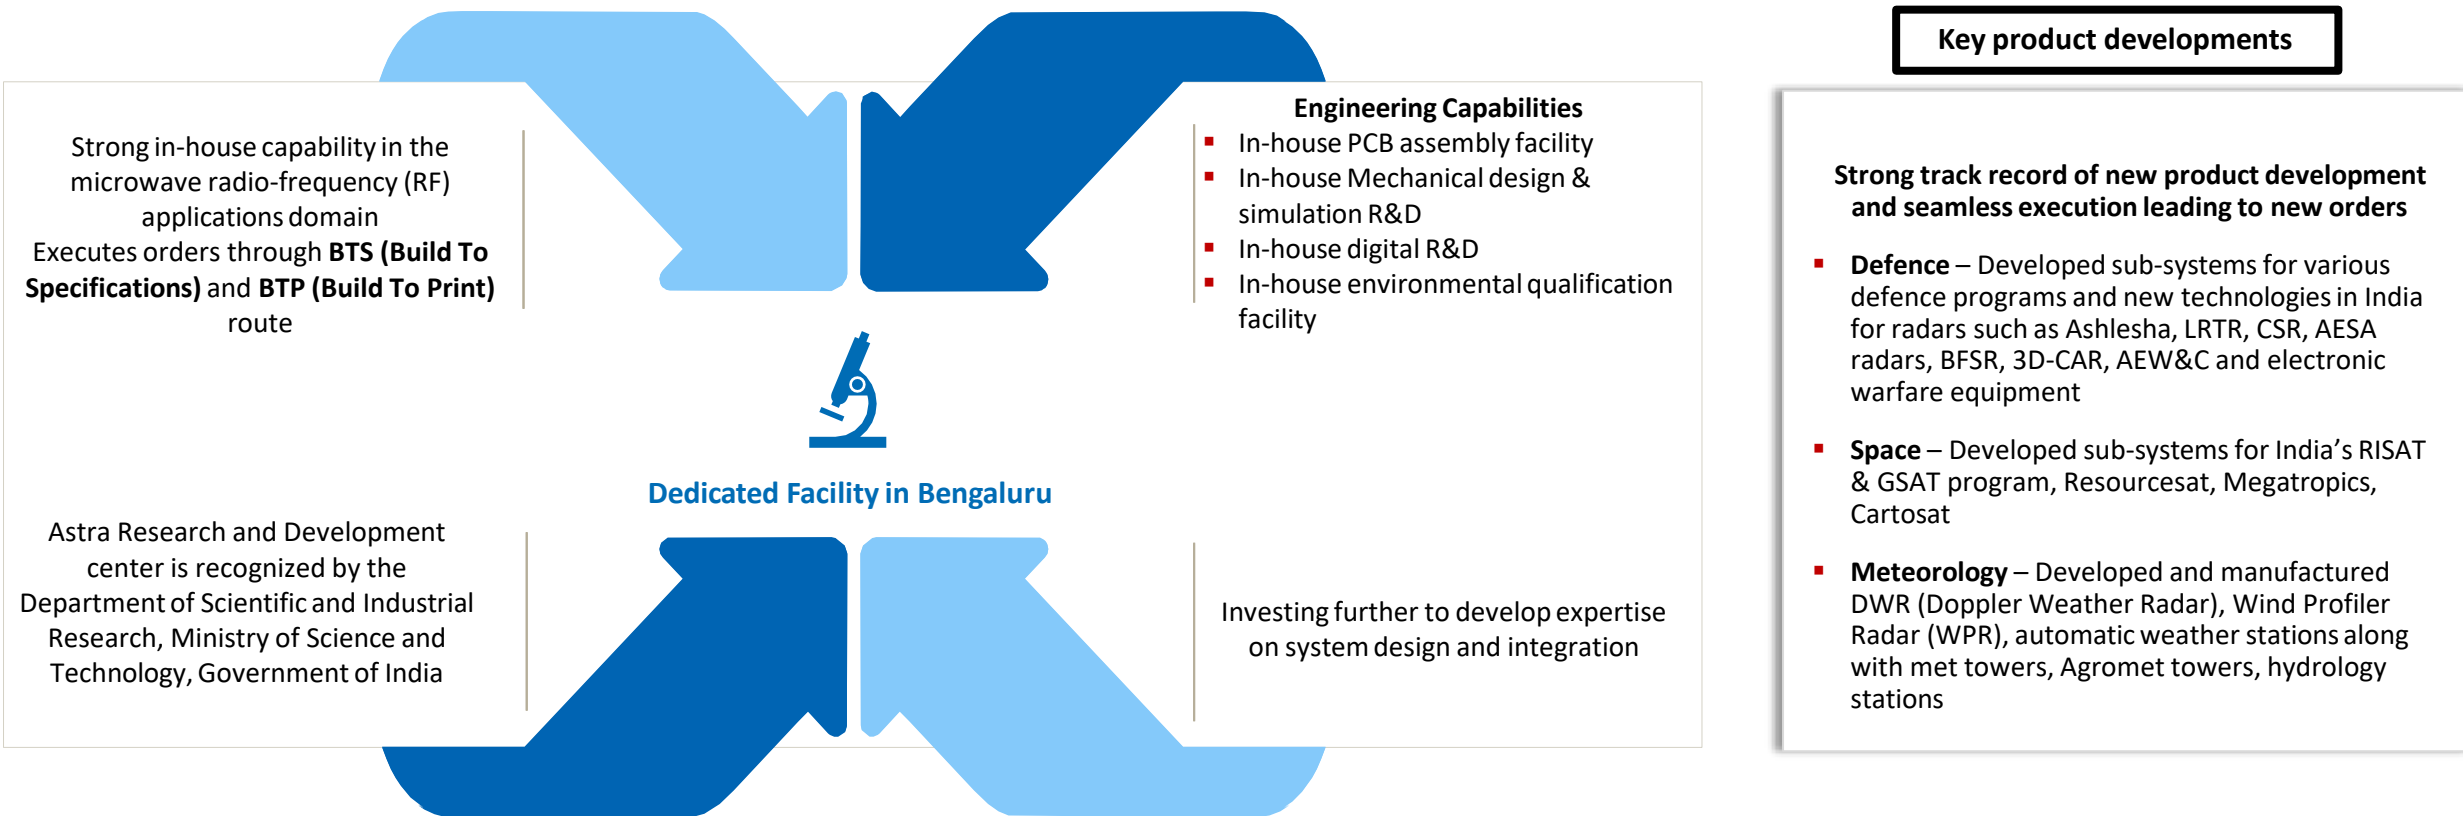 Strong in-house capability in the
microwave radio-frequency (RF)
applications domain
Executes orders through BTS (Build To
Specifications) and BTP (Build To Print)
route
Engineering Capabilities
▪ In-house PCB assembly facility
▪ In-house Mechanical design &
simulation R&D
▪ In-house digital R&D
▪ In-house environmental qualification
facility
Dedicated Facility in Bengaluru
Astra Research and Development
center is recognized by the
Department of Scientific and Industrial
Research, Ministry of Science and
Technology, Government of India
Investing further to develop expertise
on system design and integration
Key product developments
Strong track record of new product development
and seamless execution leading to new orders
▪ Defence – Developed sub-systems for various
defence programs and new technologies in India
for radars such as Ashlesha, LRTR, CSR, AESA
radars, BFSR, 3D-CAR, AEW&C and electronic
warfare equipment
▪ Space – Developed sub-systems for India’s RISAT
& GSAT program, Resourcesat, Megatropics,
Cartosat
▪ Meteorology – Developed and manufactured
DWR (Doppler Weather Radar), Wind Profiler
Radar (WPR), automatic weather stations along
with met towers, Agromet towers, hydrology
stations